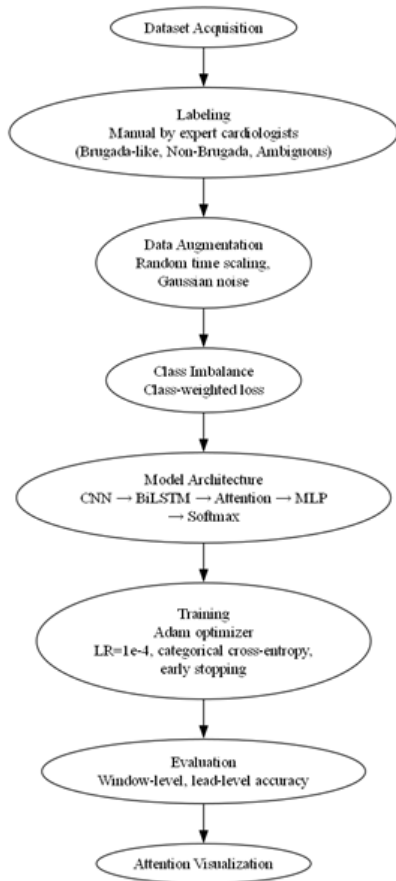 Dataset Acquisition
Labeling
Manual by expert cardiologists
(Brugada-like, Non-Brugada, Ambiguous)
Data Augmentation
Random time scaling,
Gaussian noise
Class Imbalance
Class-weighted loss
Model Architecture
CNN → BiLSTM → Attention → MLP
→ Softmax
Training
Adam optimizer
LR=1e-4, categorical cross-entropy,
early stopping
Evaluation
Window-level, lead-level accuracy
Attention Visualization